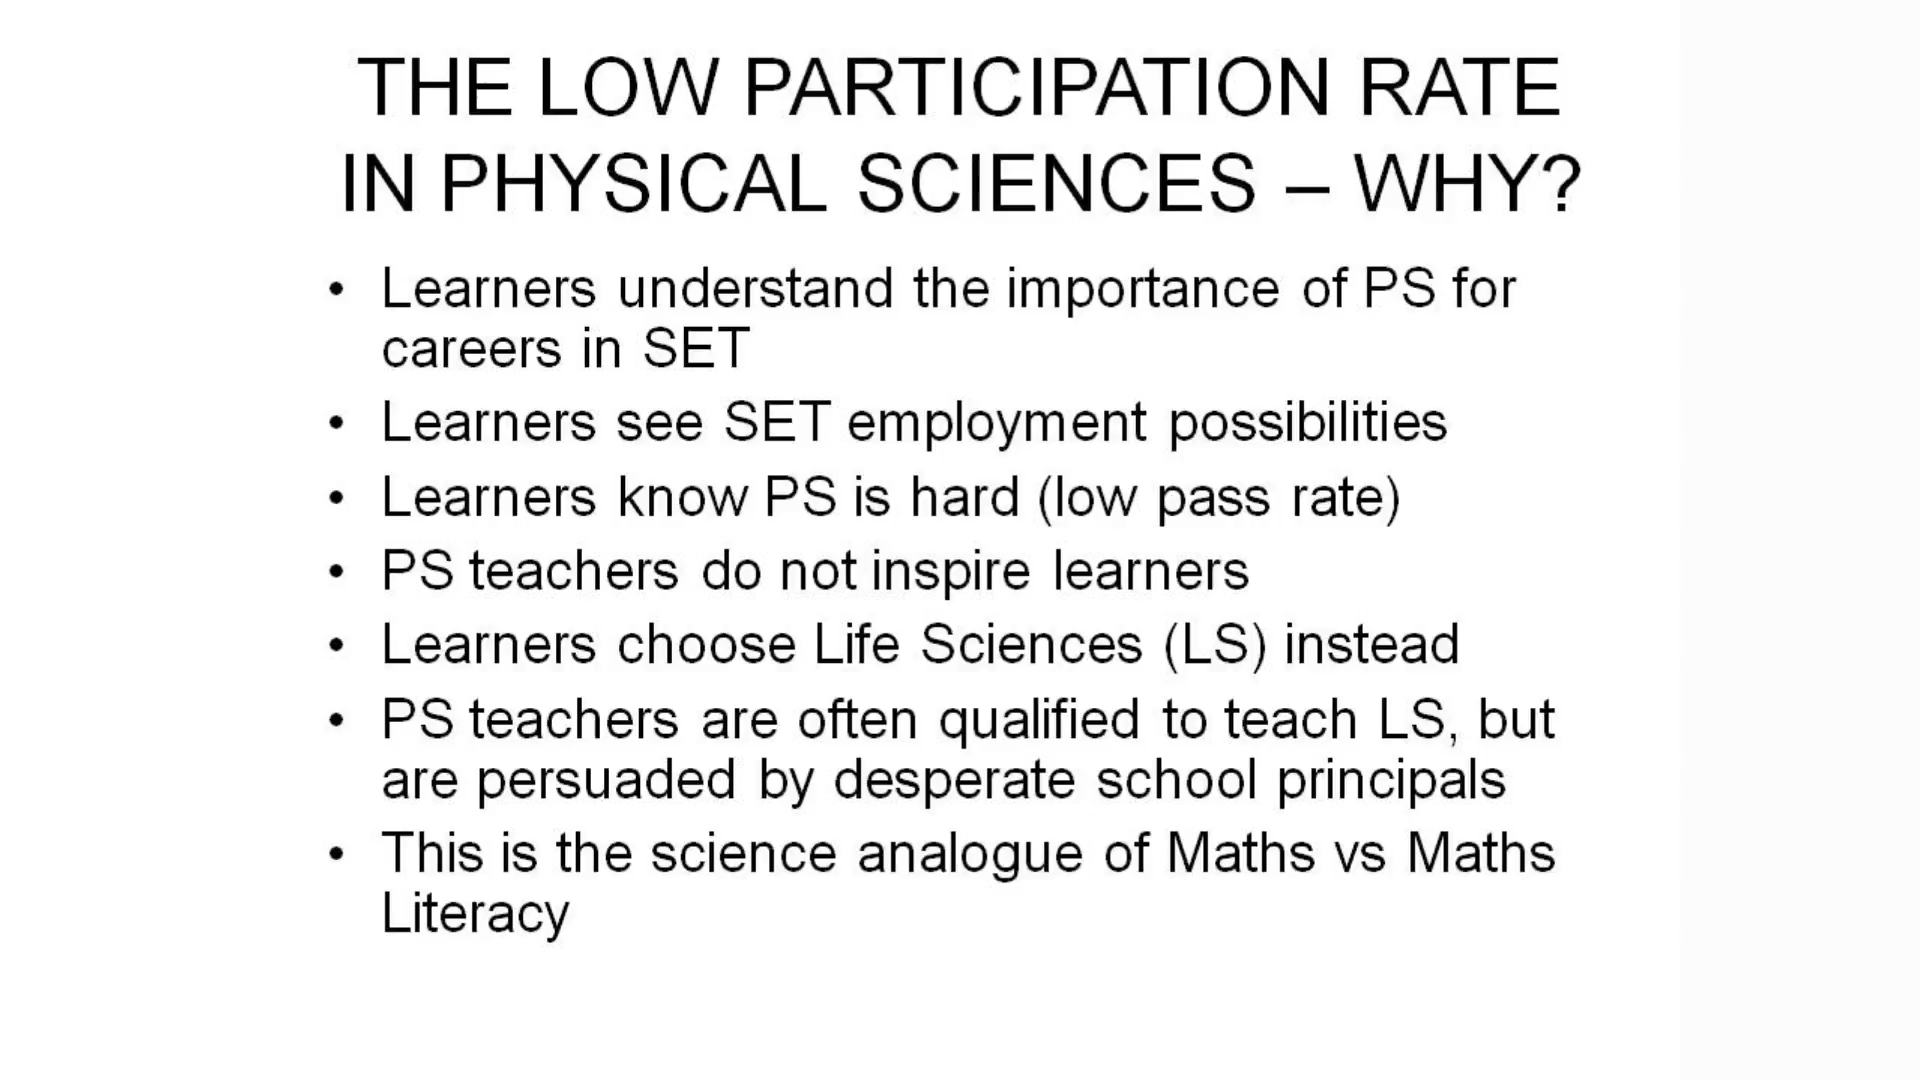 THE LOW PARTICIPATION RATE
IN PHYSICAL SCIENCES – WHY?
• Learners understand the importance of PS for
careers in SET
• Learners see SET employment possibilities
• Learners know PS is hard (low pass rate)
• PS teachers do not inspire learners
• Learners choose Life Sciences (LS) instead
• PS teachers are often qualified to teach LS, but
are persuaded by desperate school principals
• This is the science analogue of Maths vs Maths
Literacy